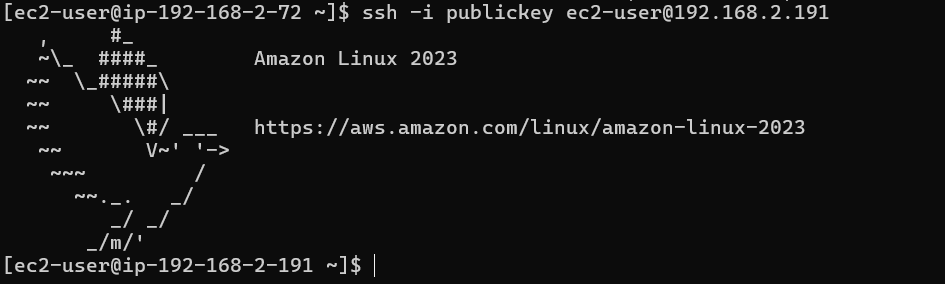 [ec2-user@ip-192-168-2-72 ~]$ ssh -i publickey ec2-user@192.168.2.191
   ,     #_
   ~\_  ####_        Amazon Linux 2023
  ~~  \_#####\
  ~~     \###|
  ~~       \#/ ___   https://aws.amazon.com/linux/amazon-linux-2023
   ~~       V~' '->
    ~~~         /
      ~~._.   _/
         _/ _/
       _/m/'
[ec2-user@ip-192-168-2-191 ~]$